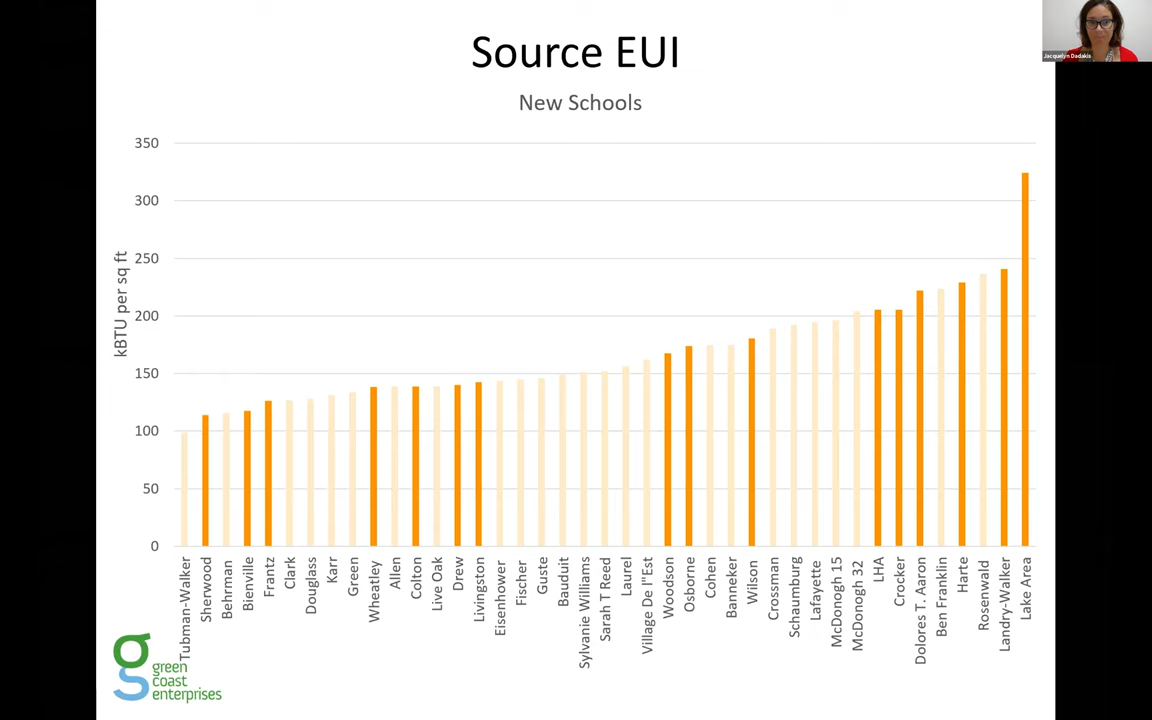 Source EUI
Jacquelyn Dadakis
New Schools
350
300
250
200
150
100
50
0
kBTU per sq ft
Tubman-Walker
Sherwood
Behrman
Bienville
Frantz
Clark
Douglass
Karr
Green
Wheatley
Allen
Colton
Live Oak
Drew
Livingston
Eisenhower
Fischer
Guste
Bauduit
Sylvanie Williams
Sarah T Reed
Laurel
Village De l"Est
Woodson
Osborne
Cohen
Banneker
Wilson
Crossman
Schaumburg
Lafayette
McDonogh 15
McDonogh 32
LHA
Crocker
Dolores T. Aaron
Ben Franklin
Harte
Rosenwald
Landry-Walker
Lake Area
green
coast
enterprises